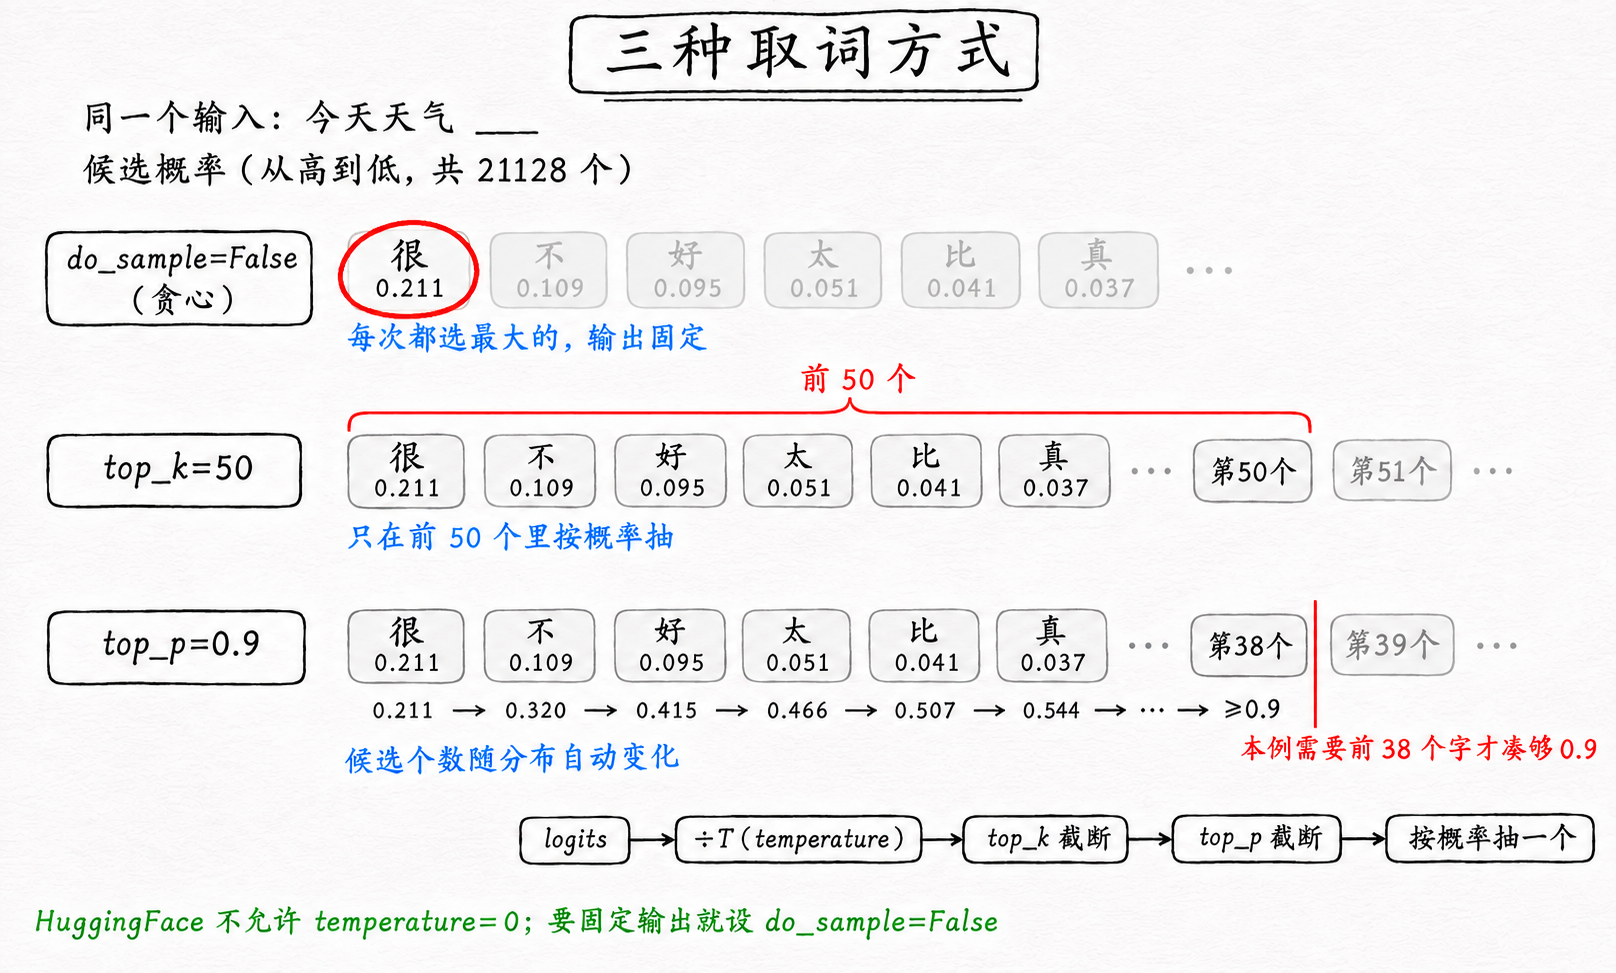 三种取词方式
同一个输入：今天天气 ___
候选概率（从高到低，共 21128 个）
do_sample=False
（贪心）
很 不 好 太 比 真
0.211 0.109 0.095 0.051 0.041 0.037 ...
每次都选最大的，输出固定
前 50 个
top_k=50
很 不 好 太 比 真
0.211 0.109 0.095 0.051 0.041 0.037 ... 第50个 第51个 ...
只在前 50 个里按概率抽
top_p=0.9
很 不 好 太 比 真
0.211 0.109 0.095 0.051 0.041 0.037 ... 第38个 第39个 ...
0.211 → 0.320 → 0.415 → 0.466 → 0.507 → 0.544 → ... → ≥0.9
本例需要前 38 个字才凑够 0.9
候选个数随分布自动变化
logits → ÷T（temperature） → top_k 截断 → top_p 截断 → 按概率抽一个
HuggingFace 不允许 temperature=0；要固定输出就设 do_sample=False